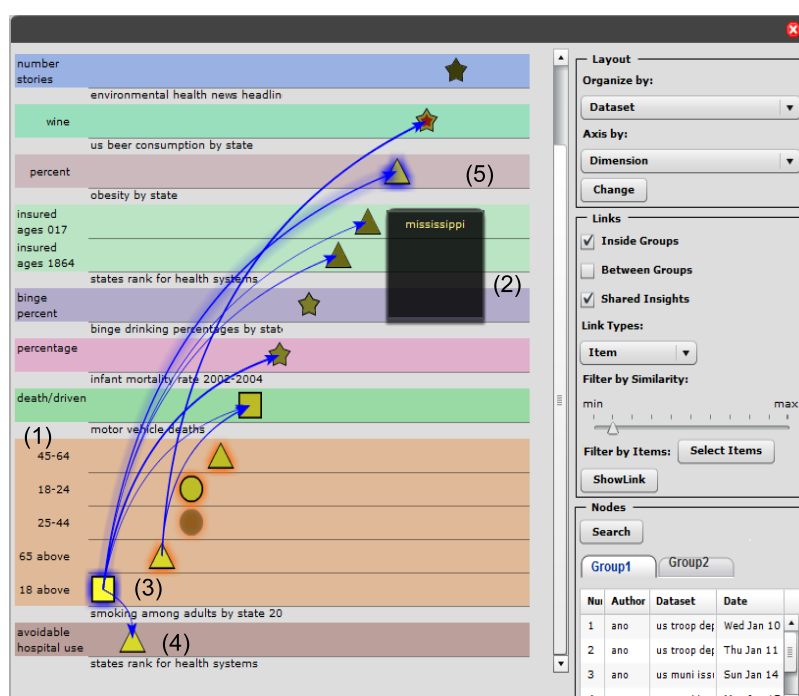 number
stories
environmental health news headlin
wine
us beer consumption by state
percent
(5)
obesity by state
insured
ages 017
mississippi
insured
ages 1864
(2)
states rank for health systems
binge
percent
binge drinking percentages by stat
percentage
infant mortality rate 2002-2004
death/driven
motor vehicle deaths
(1)
45-64
18-24
25-44
65 above
18 above
(3)
smoking among adults by state 20
avoidable
hospital use
(4)
states rank for health systems
Layout
Organize by:
Dataset
Axis by:
Dimension
Change
Links
Inside Groups
Between Groups
Shared Insights
Link Types:
Item
Filter by Similarity:
min max
Filter by Items: Select Items
ShowLink
Nodes
Search
Group1 Group2
Nu Author Dataset Date
1 ano us troop dep Wed Jan 10
2 ano us troop dep Thu Jan 11
3 ano us muni issu Sun Jan 14